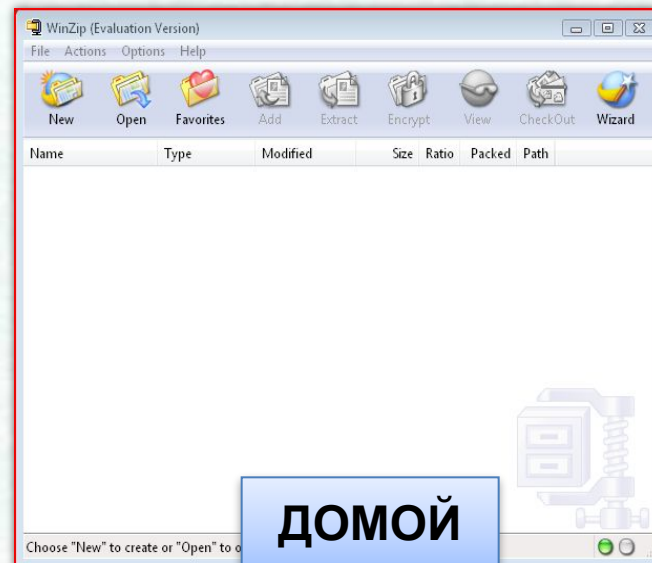 WinZip (Evaluation Version)
File Actions Options Help
New Open Favorites Add Extract Encrypt View CheckOut Wizard
Name Type Modified Size Ratio Packed Path
ДОМОЙ
Choose "New" to create or "Open" to o